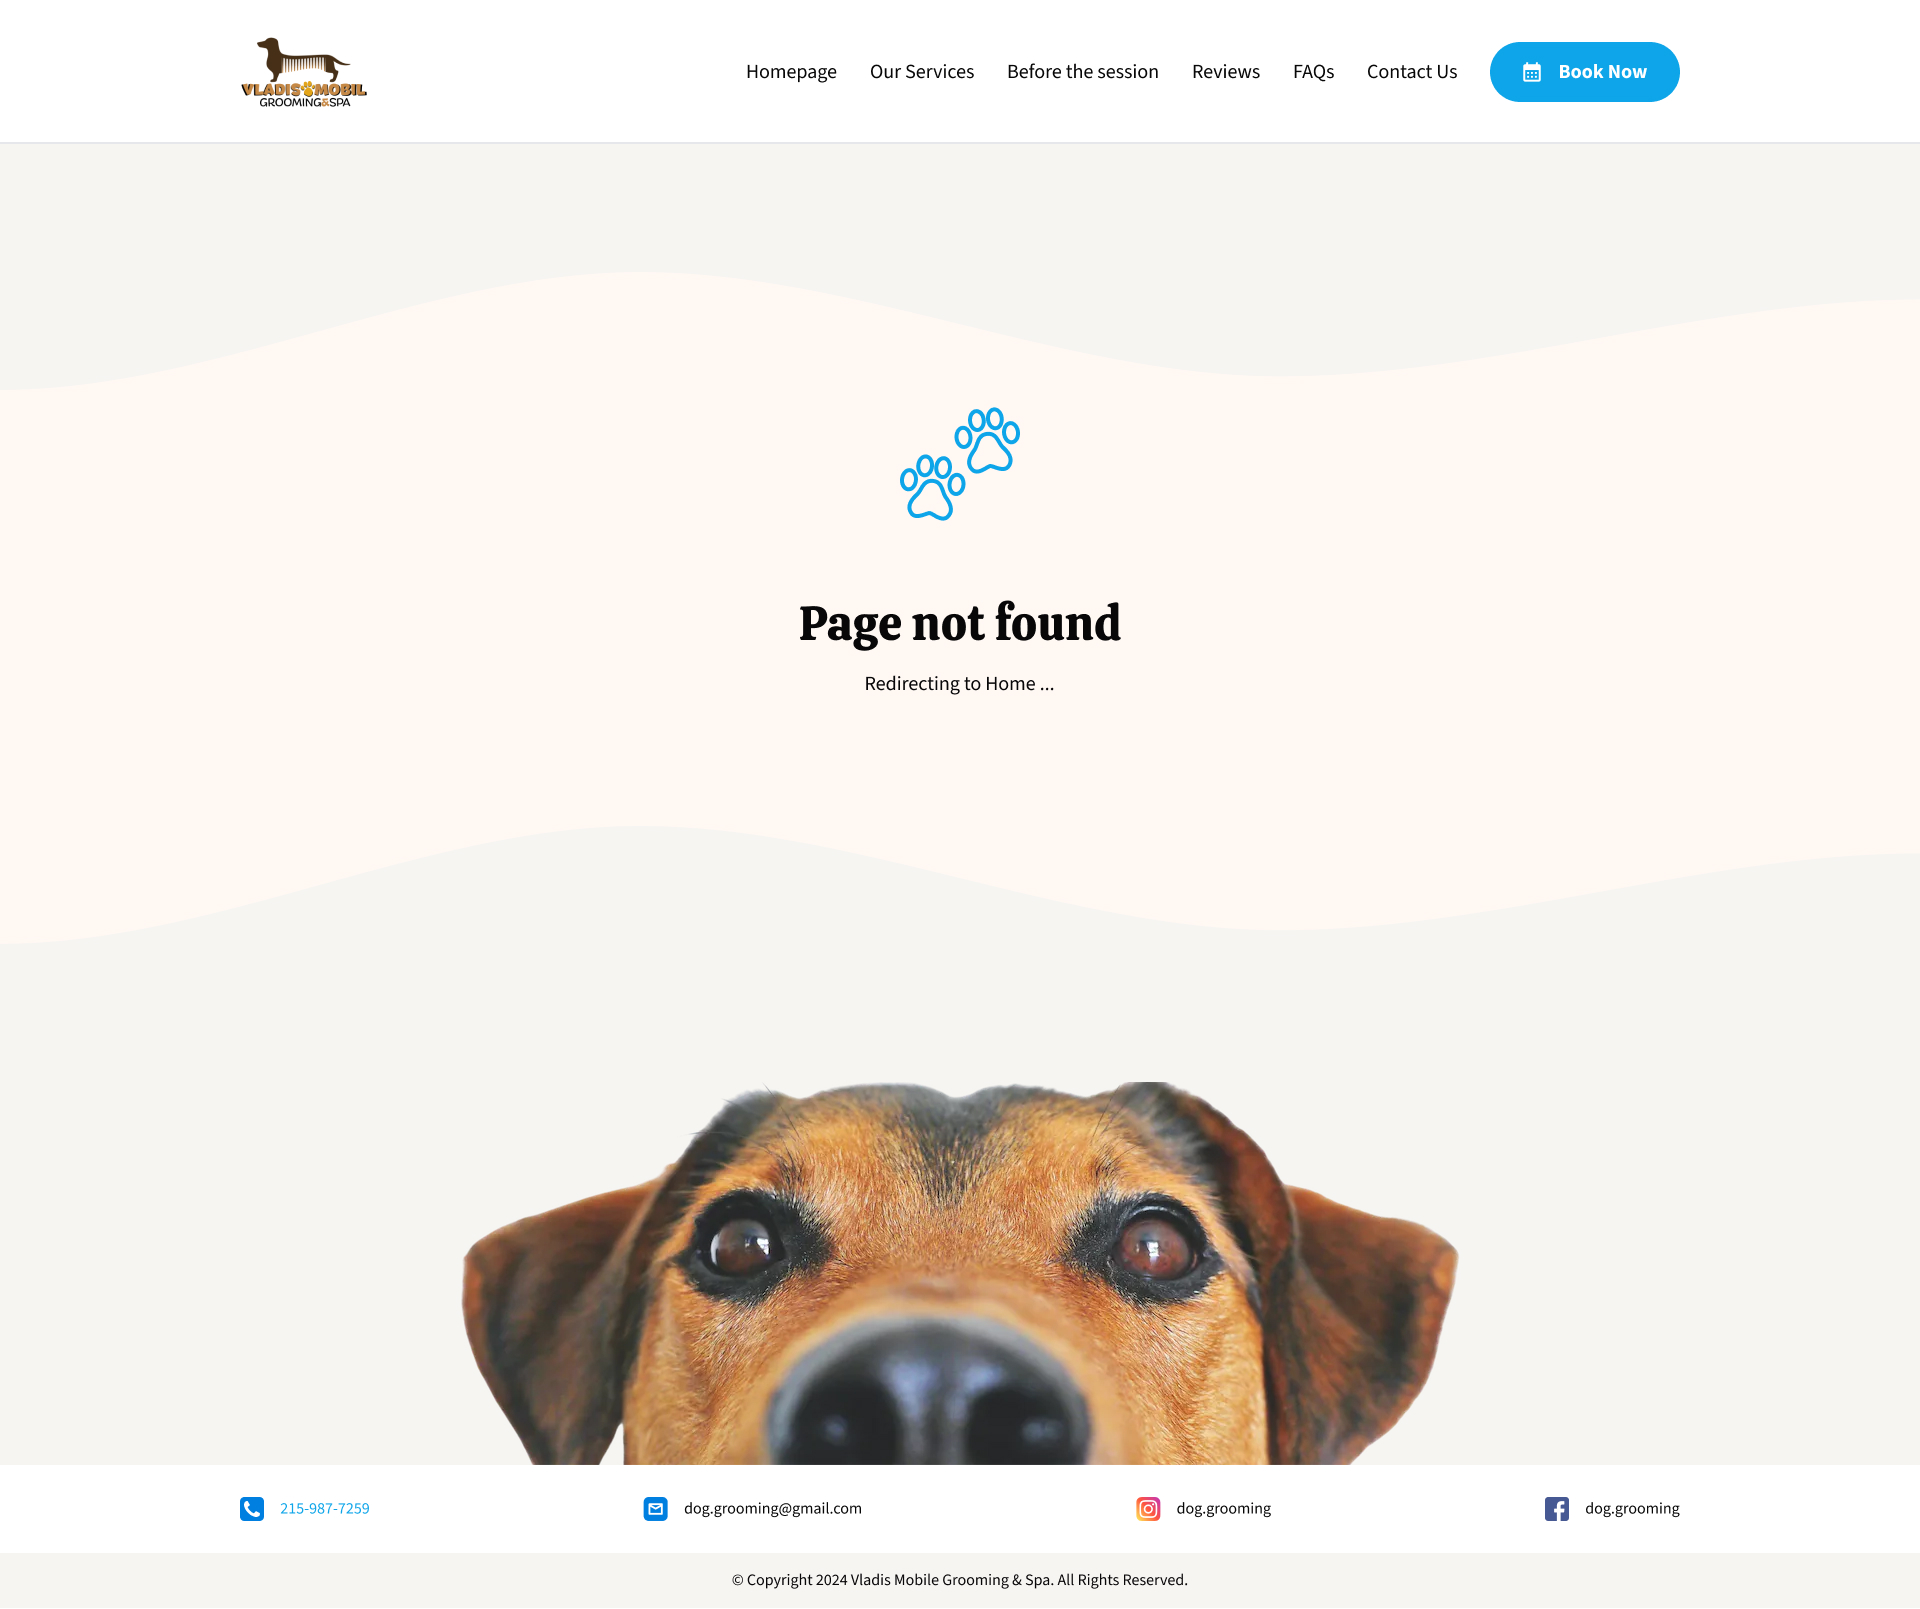 VLADIS MOBIL
GROOMING&SPA
Homepage
Our Services
Before the session
Reviews
FAQs
Contact Us
Book Now
Page not found
Redirecting to Home ...
215-987-7259
dog.grooming@gmail.com
dog.grooming
dog.grooming
© Copyright 2024 Vladis Mobile Grooming & Spa. All Rights Reserved.